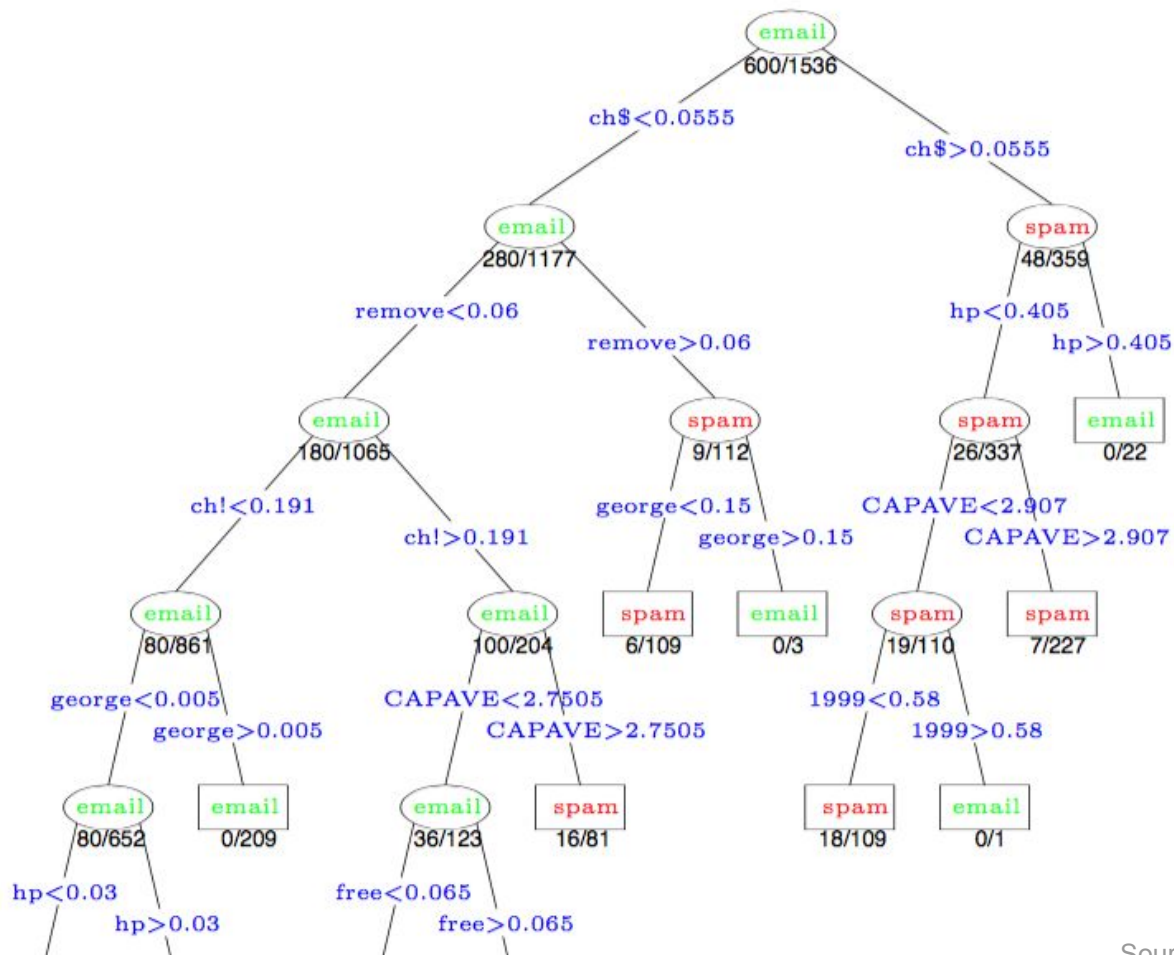 email
600/1536
ch$<0.0555
ch$>0.0555
email
280/1177
spam
48/359
remove<0.06
remove>0.06
hp<0.405
hp>0.405
email
180/1065
spam
9/112
spam
26/337
email
0/22
ch!<0.191
ch!>0.191
george<0.15
george>0.15
CAPAVE<2.907
CAPAVE>2.907
email
80/861
email
100/204
spam
6/109
email
0/3
spam
19/110
spam
7/227
george<0.005
george>0.005
CAPAVE<2.7505
CAPAVE>2.7505
1999<0.58
1999>0.58
email
80/652
email
0/209
email
36/123
spam
16/81
spam
18/109
email
0/1
hp<0.03
hp>0.03
free<0.065
free>0.065